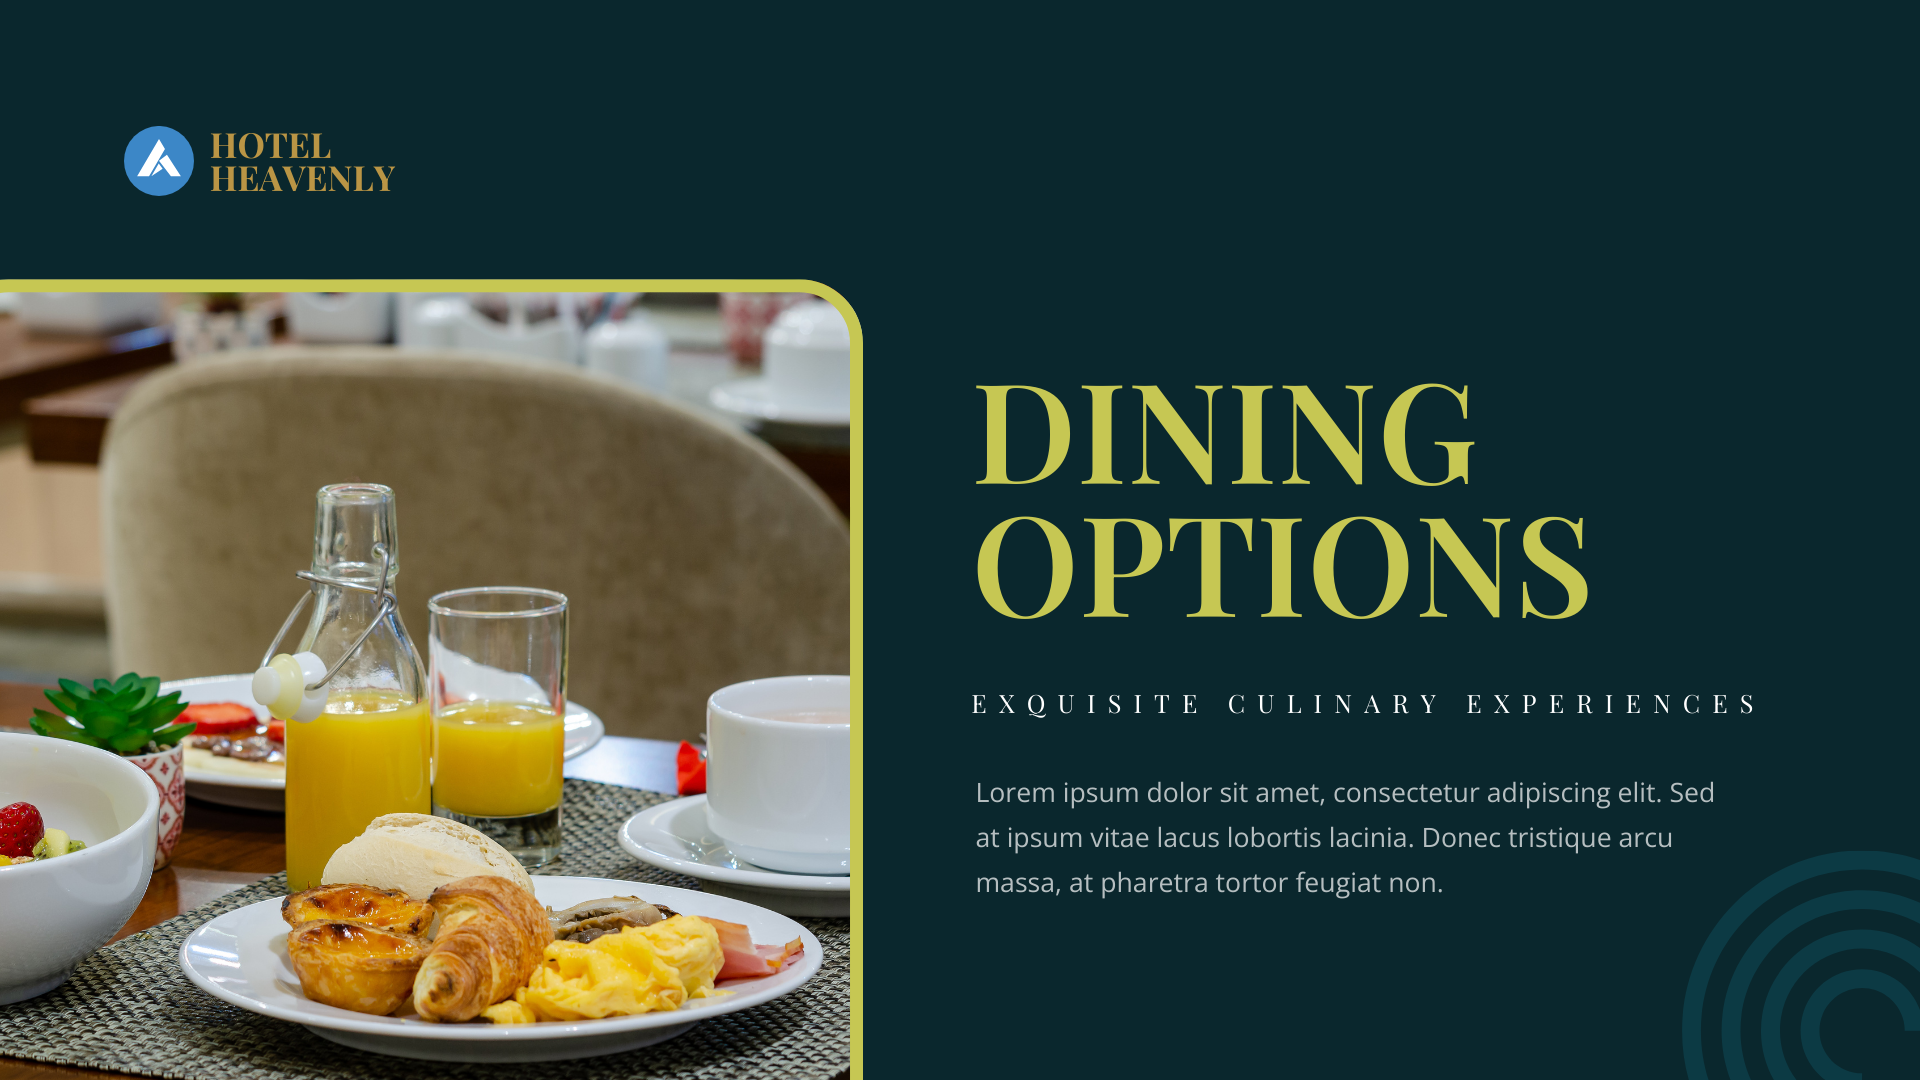 HOTEL
HEAVENLY
DINING
OPTIONS
EXQUISITE CULINARY EXPERIENCES
Lorem ipsum dolor sit amet, consectetur adipiscing elit. Sed
at ipsum vitae lacus lobortis lacinia. Donec tristique arcu
massa, at pharetra tortor feugiat non.